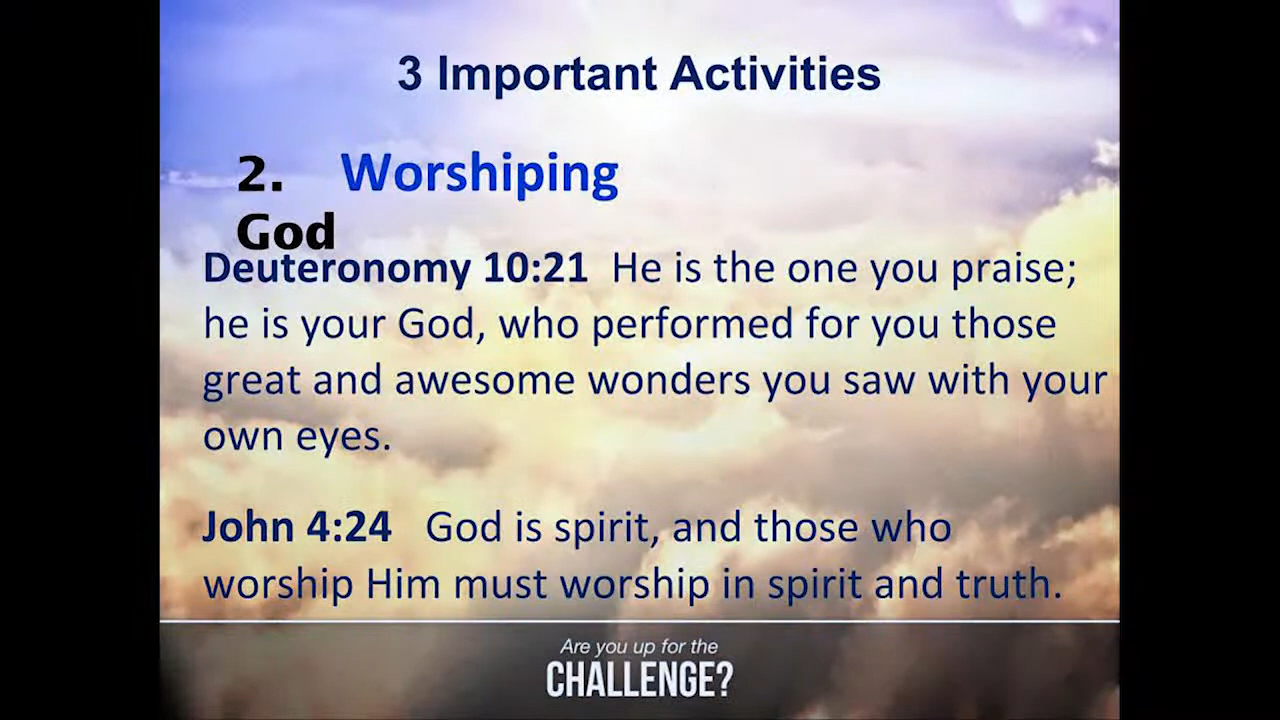 3 Important Activities
2. Worshiping
God
Deuteronomy 10:21 He is the one you praise;
he is your God, who performed for you those
great and awesome wonders you saw with your
own eyes.
John 4:24 God is spirit, and those who
worship Him must worship in spirit and truth.
Are you up for the
CHALLENGE?